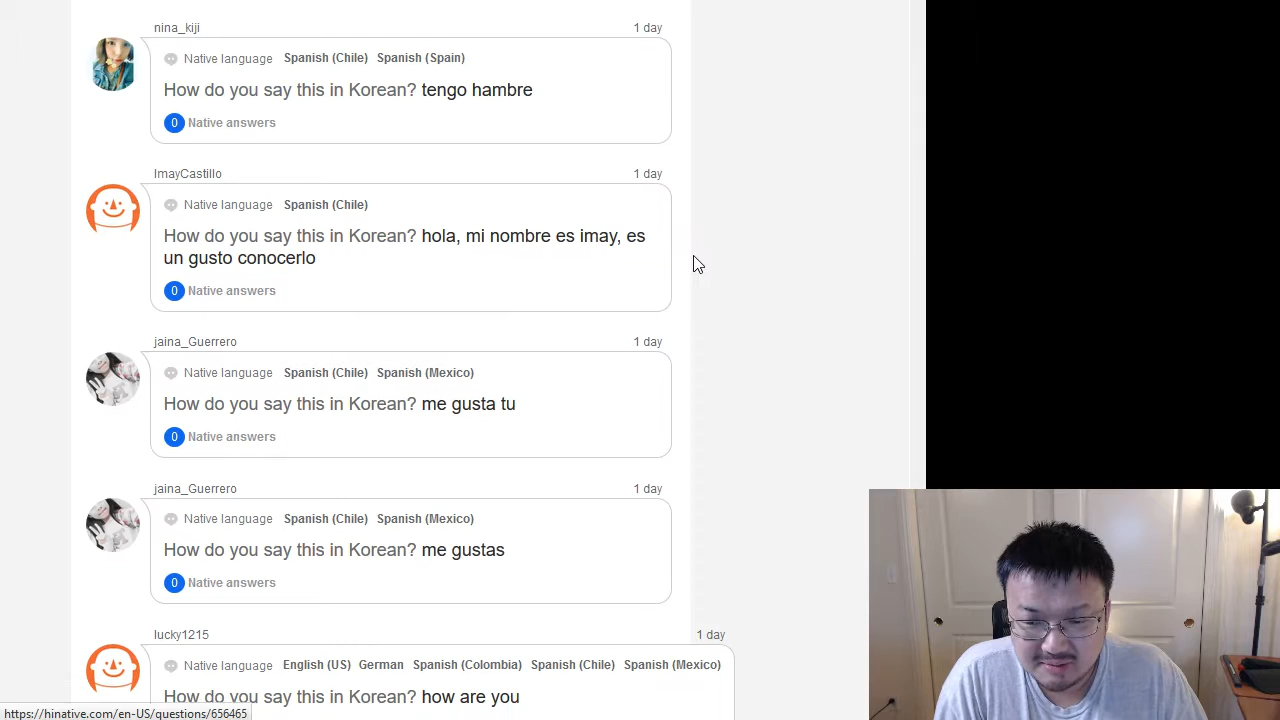 nina_kiji 1 day
Native language Spanish (Chile) Spanish (Spain)
How do you say this in Korean? tengo hambre
0 Native answers
ImayCastillo 1 day
Native language Spanish (Chile)
How do you say this in Korean? hola, mi nombre es imay, es
un gusto conocerlo
0 Native answers
jaina_Guerrero 1 day
Native language Spanish (Chile) Spanish (Mexico)
How do you say this in Korean? me gusta tu
0 Native answers
jaina_Guerrero 1 day
Native language Spanish (Chile) Spanish (Mexico)
How do you say this in Korean? me gustas
0 Native answers
lucky1215 1 day
Native language English (US) German Spanish (Colombia) Spanish (Chile) Spanish (Mexico)
How do you say this in Korean? how are you
https://hinative.com/en-US/questions/656465